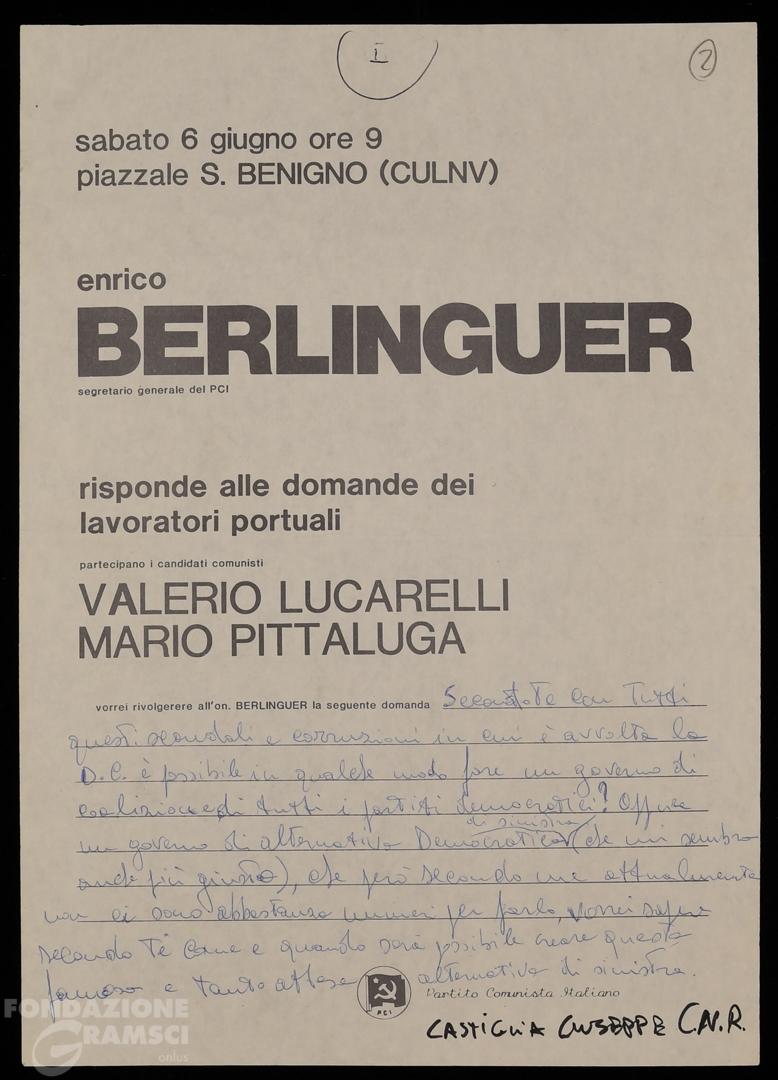 I
2
sabato 6 giugno ore 9
piazzale S. BENIGNO (CULNV)
enrico
BERLINGUER
segretario generale del PCI
risponde alle domande dei
lavoratori portuali
partecipano i candidati comunisti
VALERIO LUCARELLI
MARIO PITTALUGA
vorrei rivolgerere all'on. BERLINGUER la seguente domanda Secondo te con tutti
questi scandali e corruzioni in cui è avvolta la
D.C. è possibile in qualche modo fare un governo di
coalizione di tutti i partiti democratici? Oppure
di sinistra
un governo di alternativa Democratica (che mi sembra
anche più giusto), che però secondo me attualmente
non ci sono abbastanza numeri per farlo, vorrei sapere
secondo Te come e quando sarà possibile creare questa
famosa e tanto attesa alternativa di sinistra.
PCI
Partito Comunista Italiano
CASTIGLIA GIUSEPPE C.N.R.
FONDAZIONE
GRAMSCI
onlus